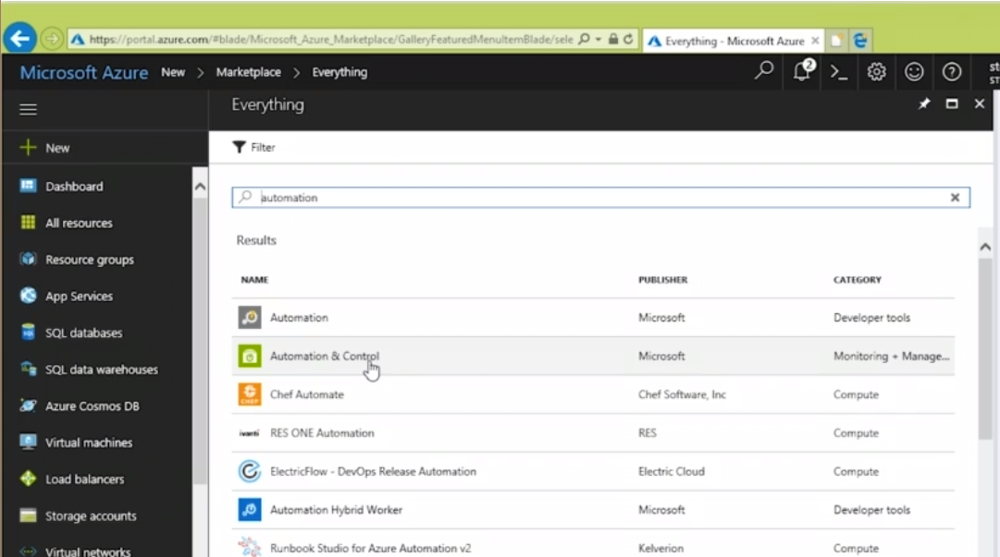 https://portal.azure.com/#blade/Microsoft_Azure_Marketplace/GalleryFeaturedMenuItemBlade/sele
Everything - Microsoft Azure
Microsoft Azure New > Marketplace > Everything
2
st
ST
Everything
New
Filter
Dashboard
All resources
Resource groups
App Services
SQL databases
SQL data warehouses
Azure Cosmos DB
Virtual machines
Load balancers
Storage accounts
Virtual networks
automation
Results
NAME PUBLISHER CATEGORY
Automation Microsoft Developer tools
Automation & Control Microsoft Monitoring + Manage...
CHEF Chef Automate Chef Software, Inc Compute
ivanti RES ONE Automation RES Compute
ElectricFlow - DevOps Release Automation Electric Cloud Compute
Automation Hybrid Worker Microsoft Developer tools
Runbook Studio for Azure Automation v2 Kelverion Compute